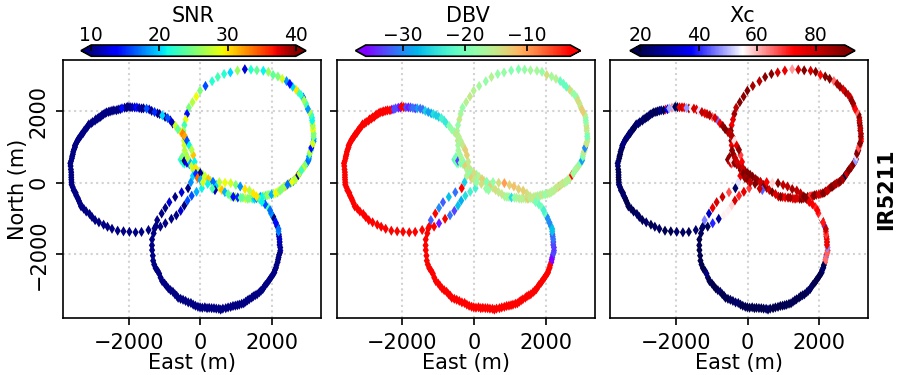 SNR DBV Xc
10 20 30 40 −30 −20 −10 20 40 60 80
North (m)
2000
0
−2000
−2000 0 2000 −2000 0 2000 −2000 0 2000
East (m) East (m) East (m)
IR5211